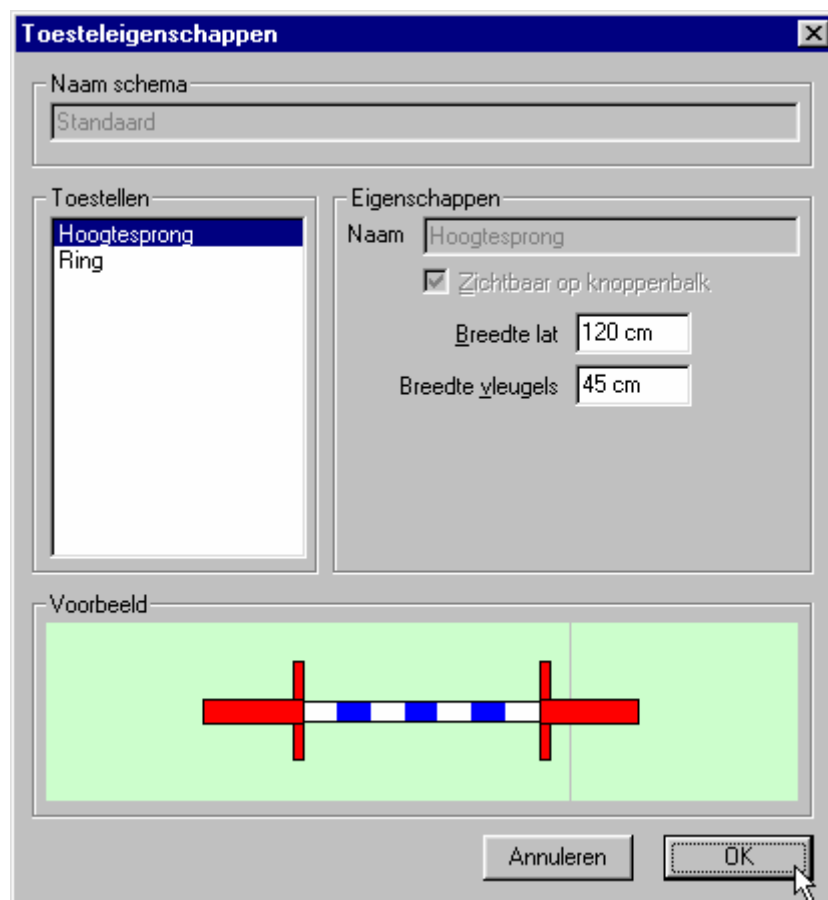 Toesteleigenschappen
Naam schema
Standaard
Toestellen
Hoogtesprong
Ring
Eigenschappen
Naam Hoogtesprong
Zichtbaar op knoppenbalk
Breedte lat 120 cm
Breedte vleugels 45 cm
Voorbeeld
Annuleren OK